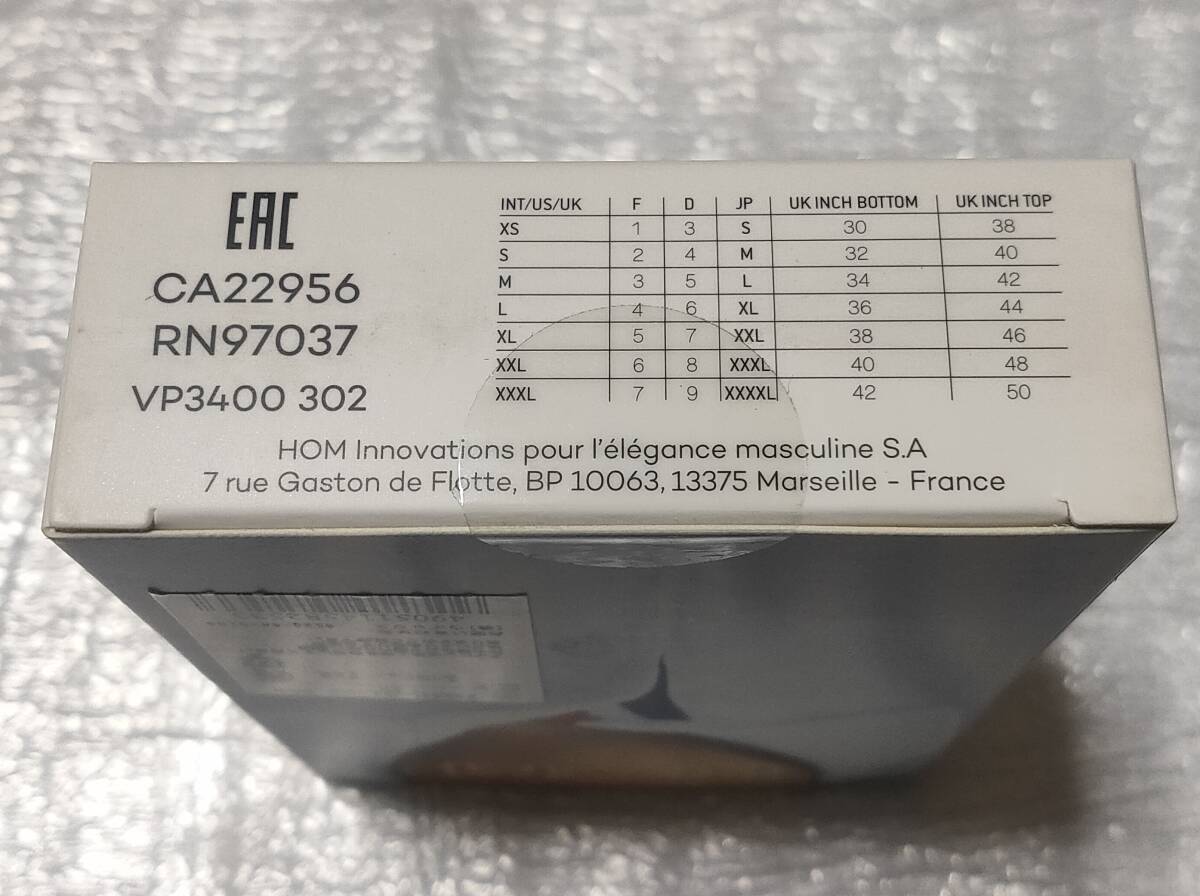 EAC
CA22956
RN97037
VP3400 302
INT/US/UK F D JP UK INCH BOTTOM UK INCH TOP
XS 1 3 S 30 38
S 2 4 M 32 40
M 3 5 L 34 42
L 4 6 XL 36 44
XL 5 7 XXL 38 46
XXL 6 8 XXXL 40 48
XXXL 7 9 XXXXL 42 50
HOM Innovations pour l'élégance masculine S.A
7 rue Gaston de Flotte, BP 10063, 13375 Marseille - France